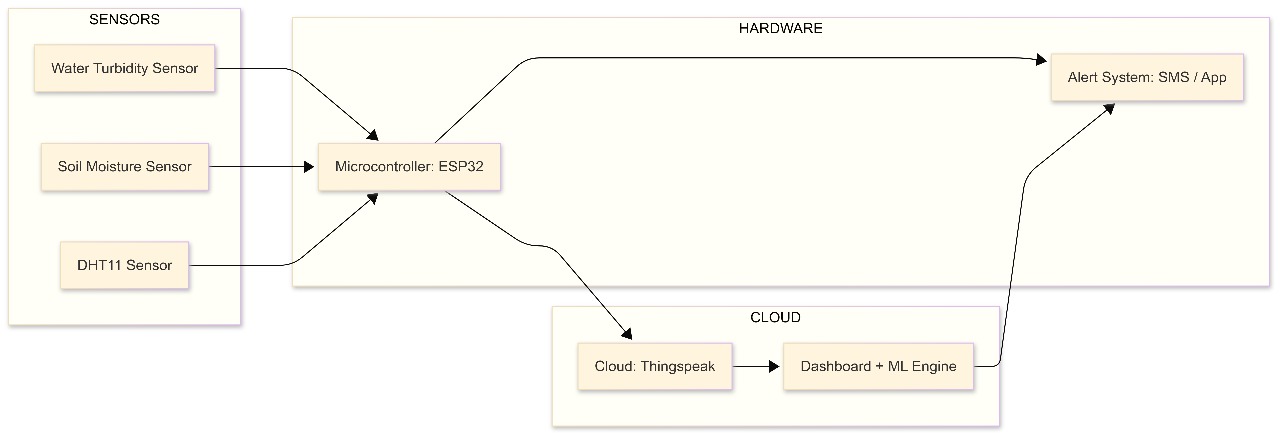 SENSORS
Water Turbidity Sensor
Soil Moisture Sensor
DHT11 Sensor
HARDWARE
Microcontroller: ESP32
Alert System: SMS / App
CLOUD
Cloud: Thingspeak
Dashboard + ML Engine